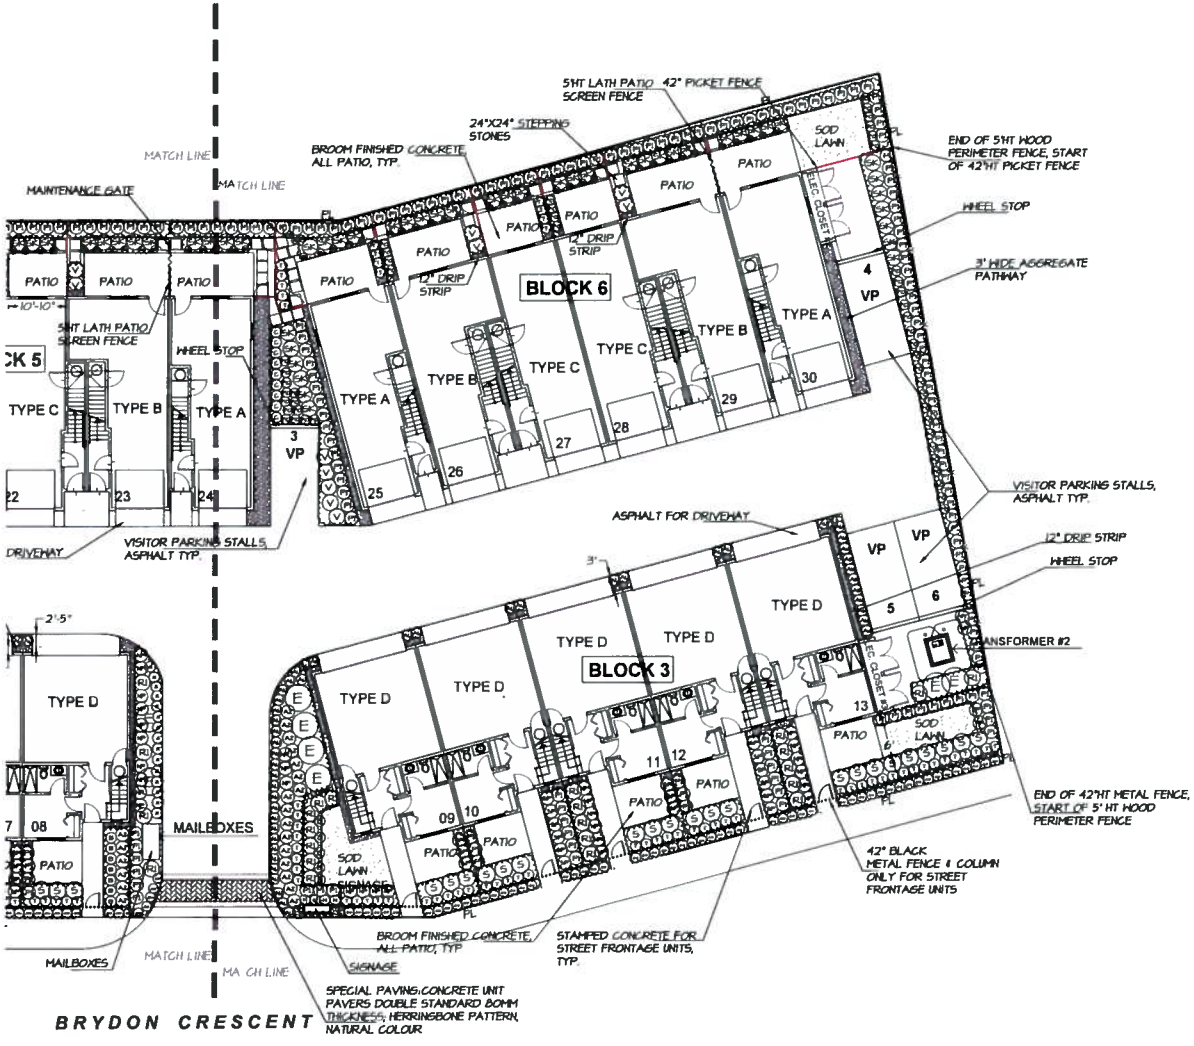 5'HT LATH PATIO
SCREEN FENCE
42" PICKET FENCE
24"X24" STEPPING
STONES
BROOM FINISHED CONCRETE,
ALL PATIO, TYP.
SOD
LAWN
PL
END OF 5'HT WOOD
PERIMETER FENCE, START
OF 42"HT PICKET FENCE
MATCH LINE
MATCH LINE
MAINTENANCE GATE
PL
PATIO
PATIO
PATIO
PATIO
PATIO
PATIO
PATIO
PATIO
PATIO
ELEC. CLOSET
WHEEL STOP
12" DRIP
STRIP
12" DRIP
STRIP
3' WIDE AGGREGATE
PATHWAY
4
VP
BLOCK 6
10'-10"
5'HT LATH PATIO
SCREEN FENCE
WHEEL STOP
CK 5
TYPE C
TYPE B
TYPE A
TYPE A
TYPE B
TYPE C
TYPE C
TYPE B
TYPE A
22
23
24
25
26
27
28
29
30
3
VP
DRIVEWAY
VISITOR PARKING STALLS,
ASPHALT TYP.
VISITOR PARKING STALLS,
ASPHALT TYP.
ASPHALT FOR DRIVEWAY
12" DRIP STRIP
WHEEL STOP
PL
VP
VP
5
6
3'
2'-5"
TYPE D
TYPE D
TYPE D
TYPE D
TYPE D
TYPE D
BLOCK 3
ANSFORMER #2
ELEC. CLOSET
7
08
09
10
11
12
13
PATIO
PATIO
PATIO
PATIO
PATIO
PATIO
6'
SOD
LAWN
MAILBOXES
SOD
LAWN
SIGNAGE
PL
PL
PL
END OF 42"HT METAL FENCE,
START OF 5' HT WOOD
PERIMETER FENCE
42" BLACK
METAL FENCE & COLUMN
ONLY FOR STREET
FRONTAGE UNITS
BROOM FINISHED CONCRETE,
ALL PATIO, TYP
STAMPED CONCRETE FOR
STREET FRONTAGE UNITS,
TYP.
MAILBOXES
MATCH LINE
MA CH LINE
SIGNAGE
SPECIAL PAVING:CONCRETE UNIT
PAVERS DOUBLE STANDARD 80MM
THICKNESS, HERRINGBONE PATTERN,
NATURAL COLOUR
BRYDON CRESCENT